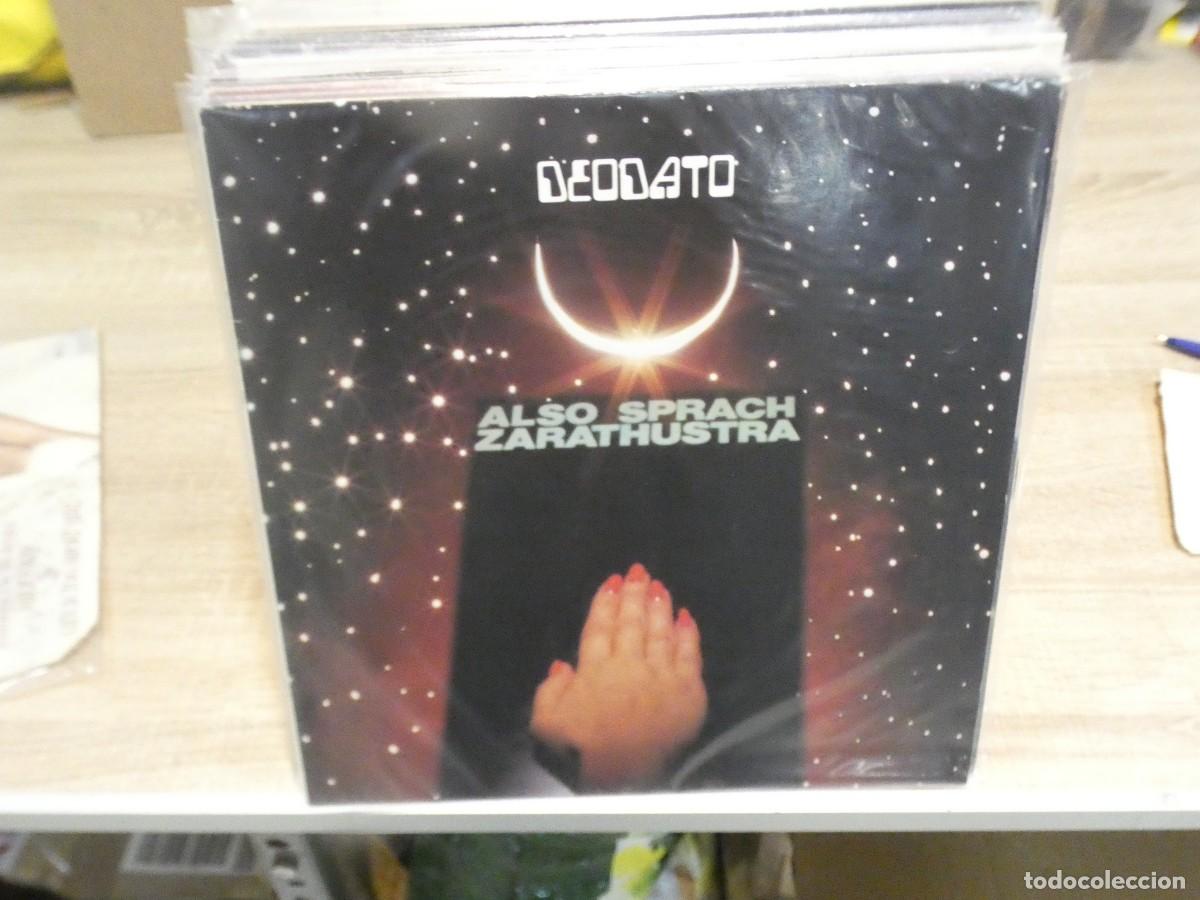 DEODATO
ALSO SPRACH
ZARATHUSTRA
todocoleccion